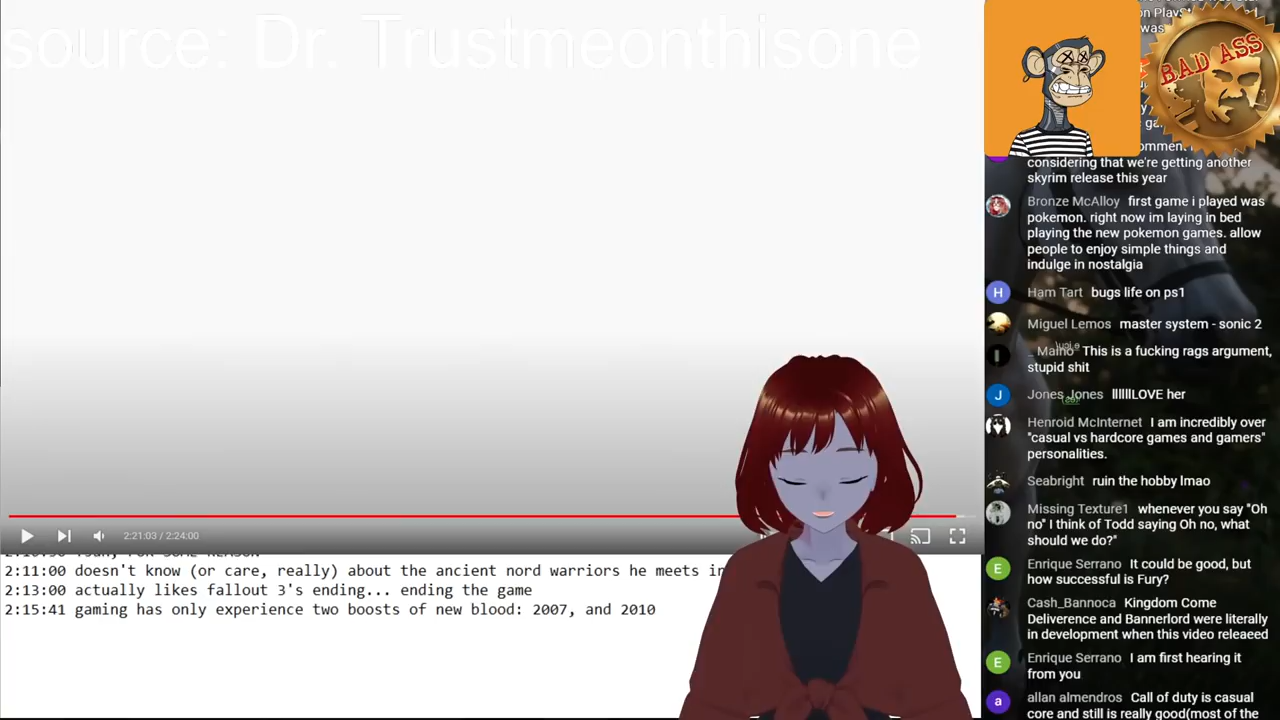 source: Dr. Trustmeonthisone
BAD ASS
considering that we're getting another
skyrim release this year
Bronze McAlloy first game i played was
pokemon. right now im laying in bed
playing the new pokemon games. allow
people to enjoy simple things and
indulge in nostalgia
H
Ham Tart bugs life on ps1
Miguel Lemos master system - sonic 2
_ Maino This is a fucking rags argument,
stupid shit
J
Jones Jones llllllLOVE her
Henroid McInternet I am incredibly over
"casual vs hardcore games and gamers"
personalities.
Seabright ruin the hobby lmao
Missing Texture1 whenever you say "Oh
no" I think of Todd saying Oh no, what
should we do?"
E
Enrique Serrano It could be good, but
how successful is Fury?
Cash_Bannoca Kingdom Come
Deliverence and Bannerlord were literally
in development when this video releaeed
E
Enrique Serrano I am first hearing it
from you
a
allan almendros Call of duty is casual
core and still is really good(most of the
2:21:03 / 2:24:00
2:11:00 doesn't know (or care, really) about the ancient nord warriors he meets in
2:13:00 actually likes fallout 3's ending... ending the game
2:15:41 gaming has only experience two boosts of new blood: 2007, and 2010